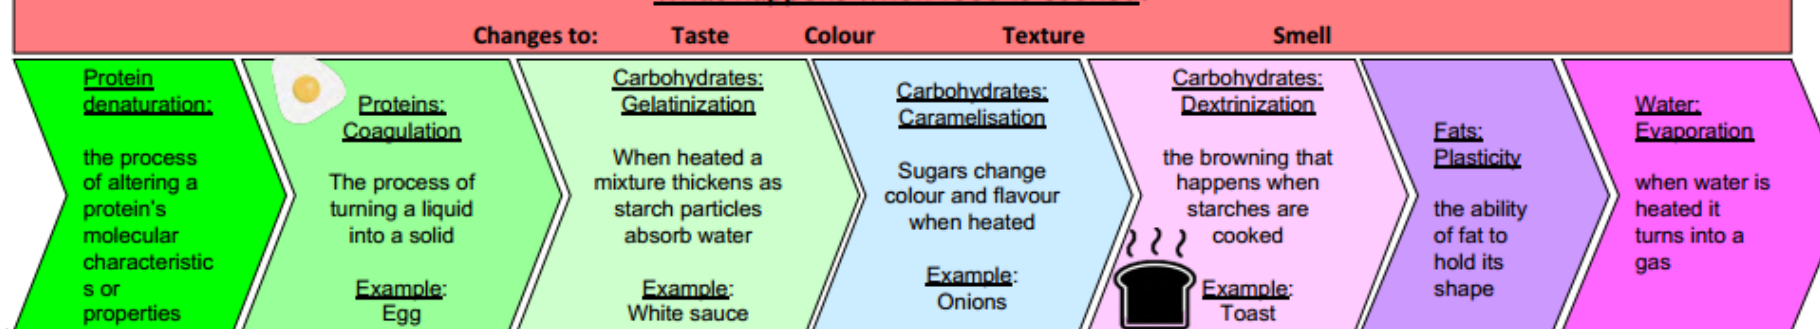 Changes to: Taste Colour Texture Smell
Protein
denaturation:
the process
of altering a
protein's
molecular
characteristic
s or
properties
Proteins:
Coagulation
The process of
turning a liquid
into a solid
Example:
Egg
Carbohydrates:
Gelatinization
When heated a
mixture thickens as
starch particles
absorb water
Example:
White sauce
Carbohydrates:
Caramelisation
Sugars change
colour and flavour
when heated
Example:
Onions
Carbohydrates:
Dextrinization
the browning that
happens when
starches are
cooked
Example:
Toast
Fats:
Plasticity
the ability
of fat to
hold its
shape
Water:
Evaporation
when water is
heated it
turns into a
gas